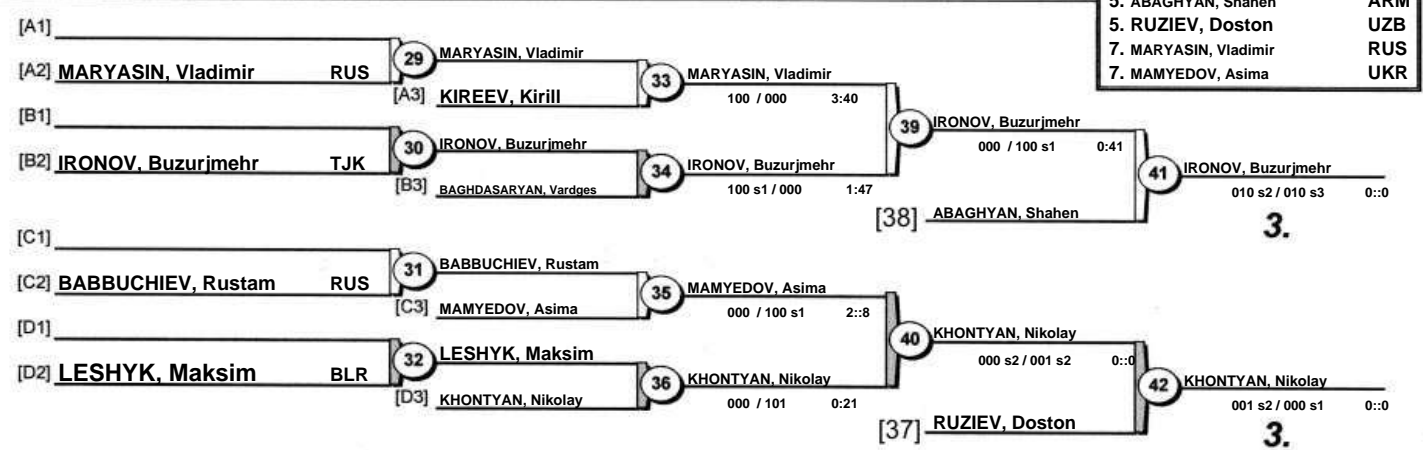 5. ABAGHYAN, Shahen ARM
5. RUZIEV, Doston UZB
7. MARYASIN, Vladimir RUS
7. MAMYEDOV, Asima UKR
[A1]
[A2] MARYASIN, Vladimir RUS
29
MARYASIN, Vladimir
[A3] KIREEV, Kirill
33
MARYASIN, Vladimir
100 / 000 3:40
[B1]
[B2] IRONOV, Buzurjmehr TJK
30
IRONOV, Buzurjmehr
[B3] BAGHDASARYAN, Vardges
34
IRONOV, Buzurjmehr
100 s1 / 000 1:47
39
IRONOV, Buzurjmehr
000 / 100 s1 0:41
[38] ABAGHYAN, Shahen
41
IRONOV, Buzurjmehr
010 s2 / 010 s3 0::0
3.
[C1]
[C2] BABBUCHIEV, Rustam RUS
31
BABBUCHIEV, Rustam
[C3] MAMYEDOV, Asima
35
MAMYEDOV, Asima
000 / 100 s1 2::8
[D1]
[D2] LESHYK, Maksim BLR
32
LESHYK, Maksim
[D3] KHONTYAN, Nikolay
36
KHONTYAN, Nikolay
000 / 101 0:21
40
KHONTYAN, Nikolay
000 s2 / 001 s2 0::0
[37] RUZIEV, Doston
42
KHONTYAN, Nikolay
001 s2 / 000 s1 0::0
3.